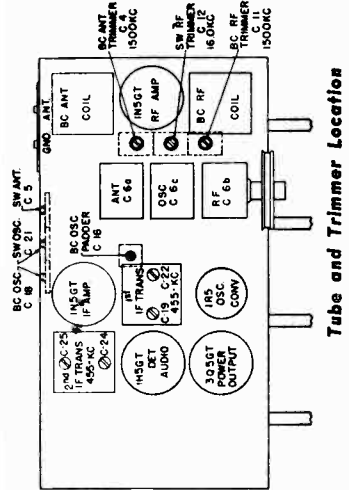 BC OSC.
C 18
SW OSC.
C 21
SW ANT.
C 5
GND
ANT
BC ANT
COIL
1N5GT
RF AMP
BC RF
COIL
BC ANT
TRIMMER
C 4
1500KC
SW RF
TRIMMER
C 12
16.0KC
BC RF
TRIMMER
C 11
1500KC
BC OSC
PADDER
C 16
ANT
C 6a
OSC
C 6c
RF
C 6b
1N5GT
IF AMP
1st
IF TRANS
455-KC
C-19
C-22
1R5
OSC
CONV
2nd
C-25
IF TRANS
455-KC
C-24
1H5GT
DET
AUDIO
3Q5GT
POWER
OUTPUT
Tube and Trimmer Location